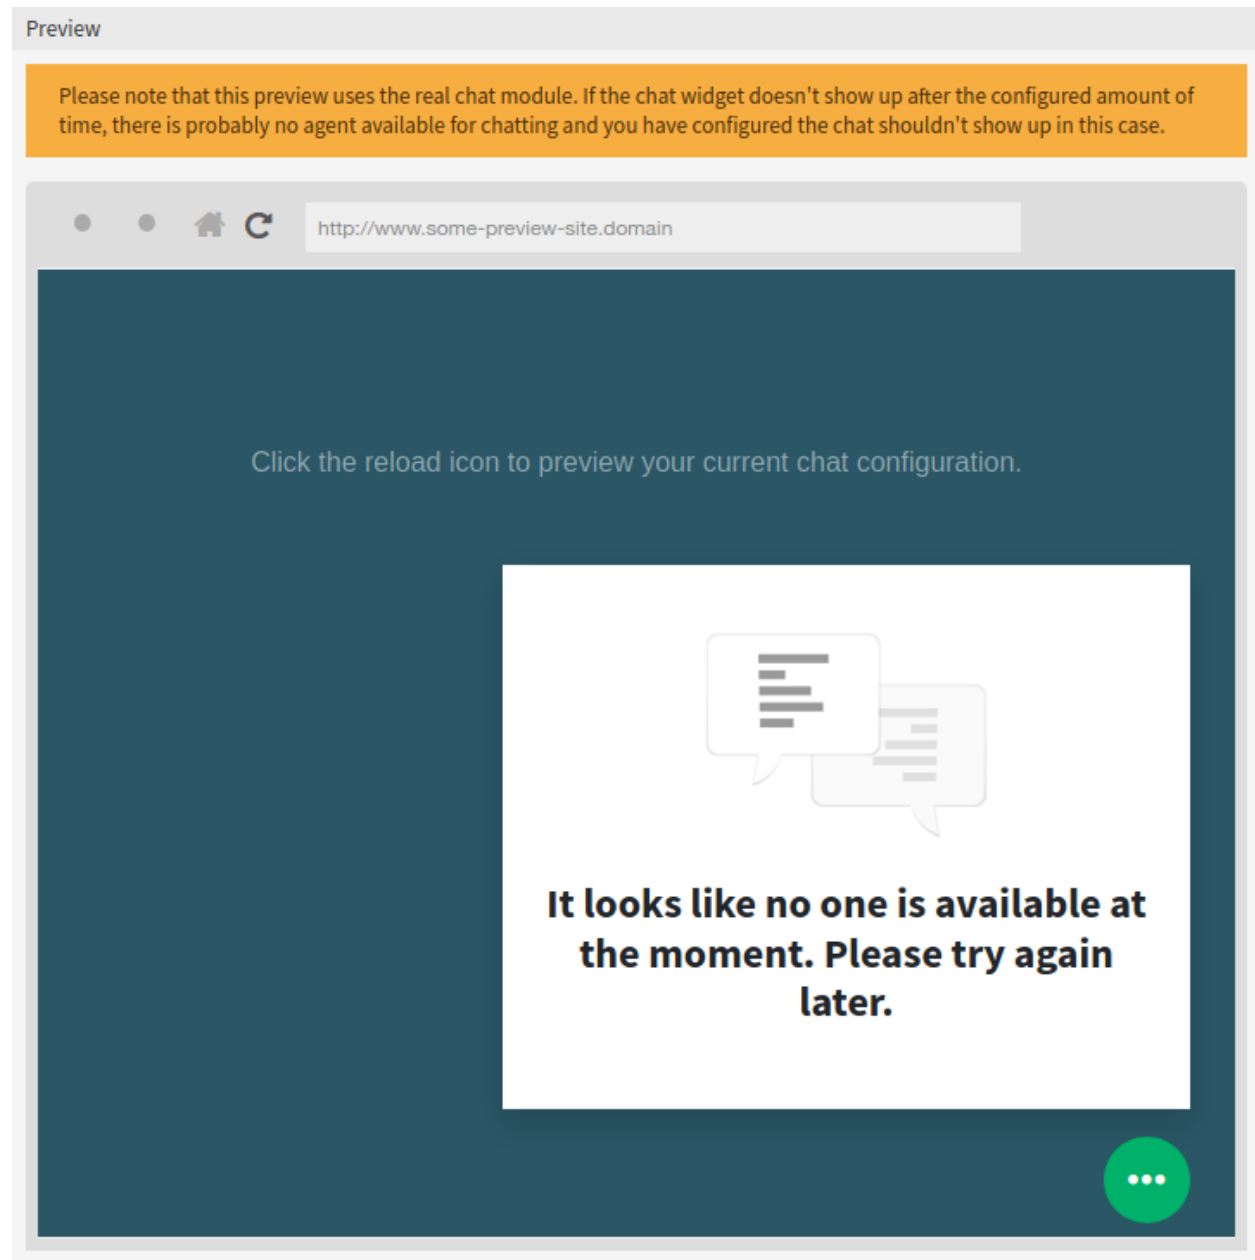 Preview
Please note that this preview uses the real chat module. If the chat widget doesn't show up after the configured amount of
time, there is probably no agent available for chatting and you have configured the chat shouldn't show up in this case.
http://www.some-preview-site.domain
Click the reload icon to preview your current chat configuration.
It looks like no one is available at
the moment. Please try again
later.